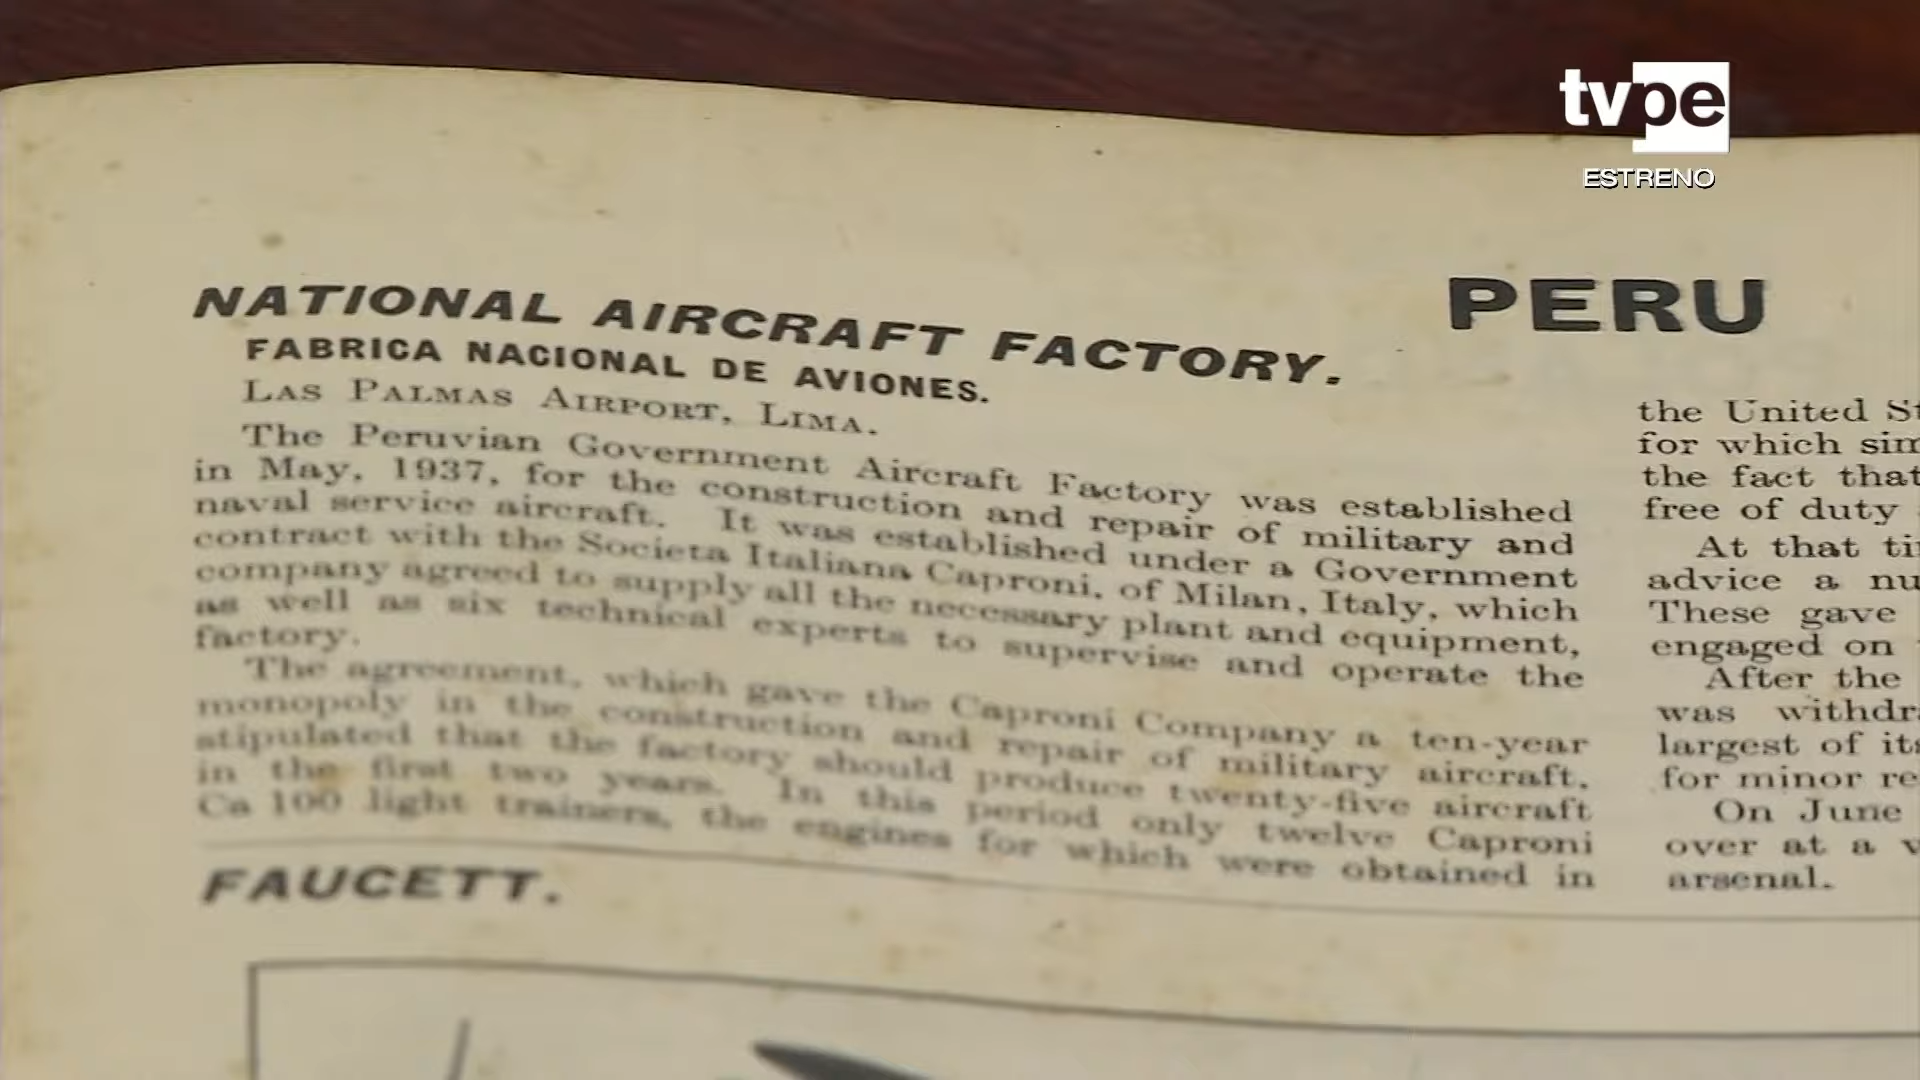 tvpe
ESTRENO
PERU
NATIONAL AIRCRAFT FACTORY.
FABRICA NACIONAL DE AVIONES.
LAS PALMAS AIRPORT, LIMA.
The Peruvian Government Aircraft Factory was established
in May, 1937, for the construction and repair of military and
naval service aircraft. It was established under a Government
contract with the Societa Italiana Caproni, of Milan, Italy, which
company agreed to supply all the necessary plant and equipment,
as well as six technical experts to supervise and operate the
factory.
The agreement, which gave the Caproni Company a ten-year
monopoly in the construction and repair of military aircraft,
stipulated that the factory should produce twenty-five aircraft
in the first two years. In this period only twelve Caproni
Ca 100 light trainers, the engines for which were obtained in
the United St
for which sim
the fact that
free of duty
At that ti
advice a nu
These gave
engaged on
After the
was withdra
largest of its
for minor re
On June
over at a v
arsenal.
FAUCETT.